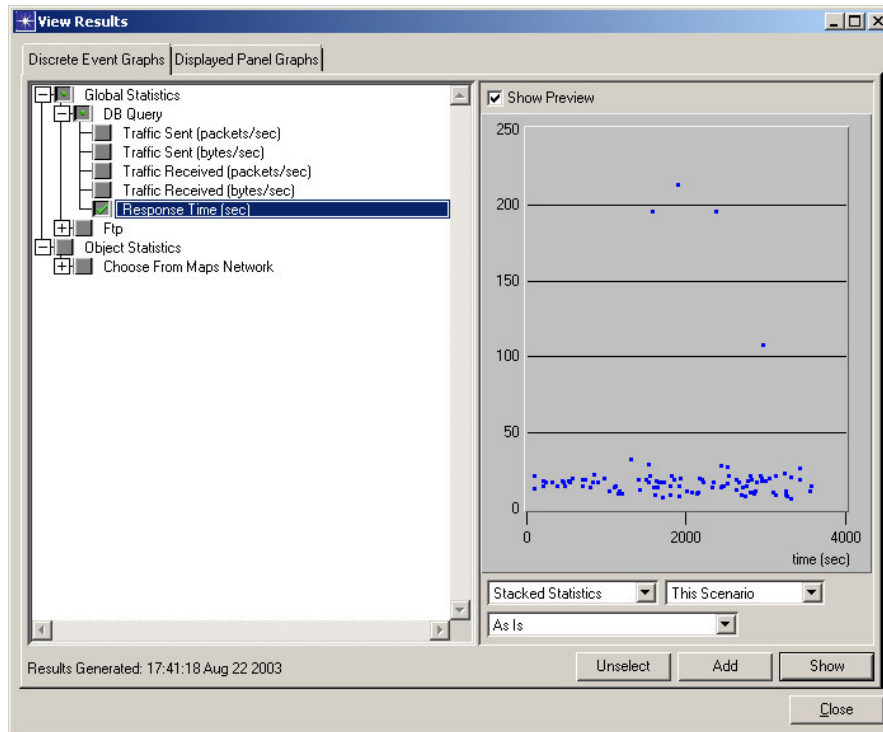 View Results
Discrete Event Graphs
Displayed Panel Graphs
Global Statistics
DB Query
Traffic Sent (packets/sec)
Traffic Sent (bytes/sec)
Traffic Received (packets/sec)
Traffic Received (bytes/sec)
Response Time (sec)
Ftp
Object Statistics
Choose From Maps Network
Show Preview
250
200
150
100
50
0
0 2000 4000
time (sec)
Stacked Statistics
This Scenario
As Is
Results Generated: 17:41:18 Aug 22 2003
Unselect
Add
Show
Close